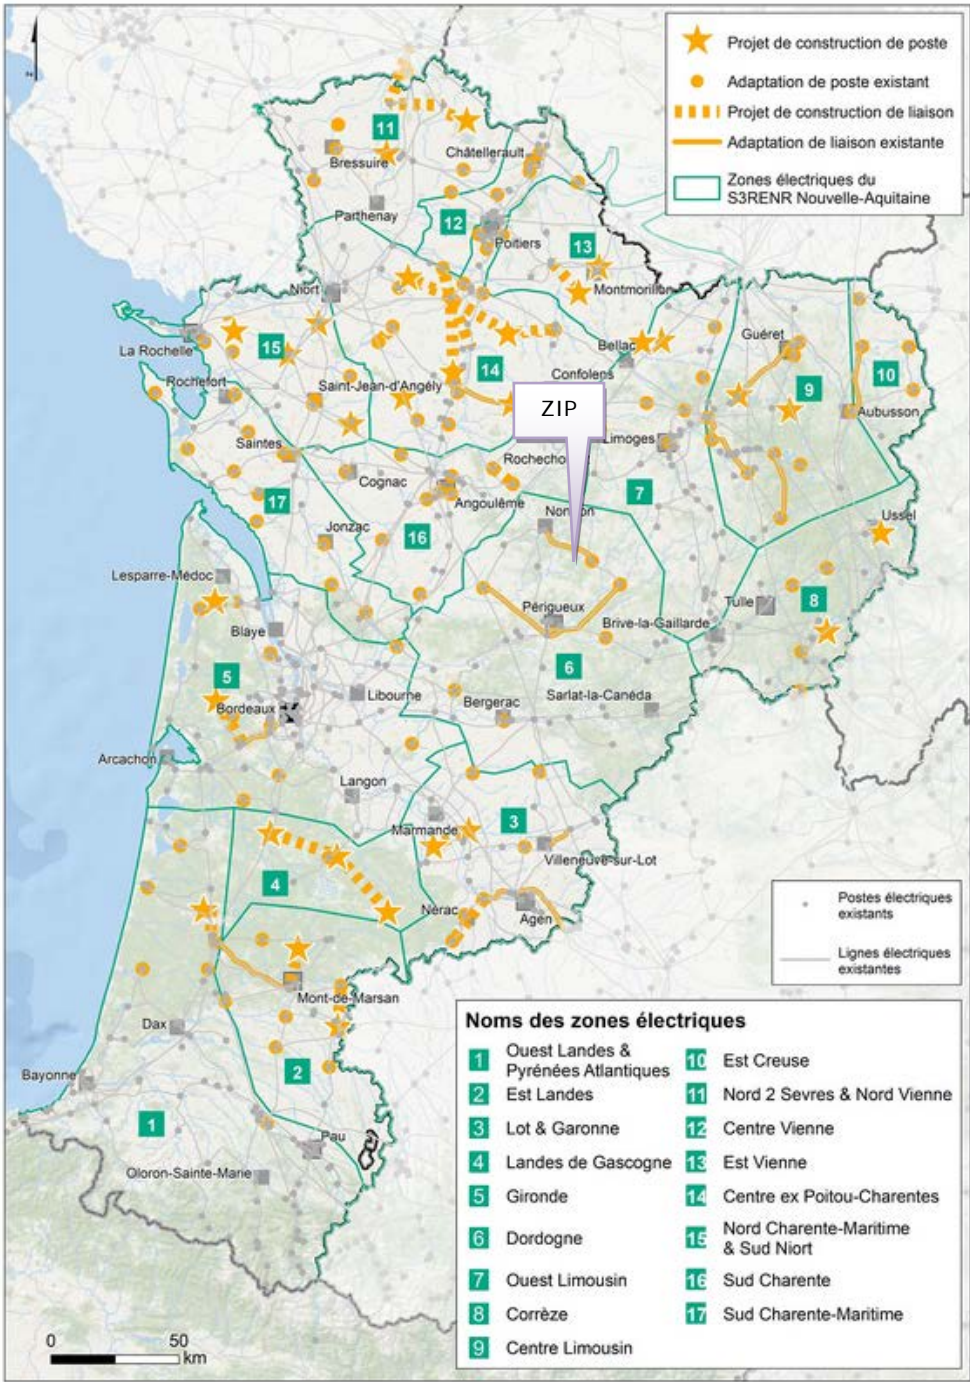 Projet de construction de poste
Adaptation de poste existant
Projet de construction de liaison
Adaptation de liaison existante
Zones électriques du
S3RENR Nouvelle-Aquitaine
11
Bressuire
Châtellerault
Parthenay
12
Poitiers
13
Niort
Montmorillon
La Rochelle
15
Bellac
Guéret
Rochefort
Saint-Jean-d'Angély
14
Confolens
9
10
ZIP
Aubusson
Saintes
Limoges
Cognac
Angoulême
7
17
Jonzac
16
Ussel
Lesparre-Médoc
Blaye
Périgueux
Tulle
8
Brive-la-Gaillarde
5
6
Bordeaux
Libourne
Bergerac
Sarlat-la-Canéda
Arcachon
Langon
Marmande
3
Villeneuve-sur-Lot
4
Nérac
Agen
Mont-de-Marsan
Dax
Bayonne
2
1
Pau
Oloron-Sainte-Marie
0 50
km
Postes électriques
existants
Lignes électriques
existantes
Noms des zones électriques
1 Ouest Landes &
Pyrénées Atlantiques
2 Est Landes
3 Lot & Garonne
4 Landes de Gascogne
5 Gironde
6 Dordogne
7 Ouest Limousin
8 Corrèze
9 Centre Limousin
10 Est Creuse
11 Nord 2 Sevres & Nord Vienne
12 Centre Vienne
13 Est Vienne
14 Centre ex Poitou-Charentes
15 Nord Charente-Maritime
& Sud Niort
16 Sud Charente
17 Sud Charente-Maritime